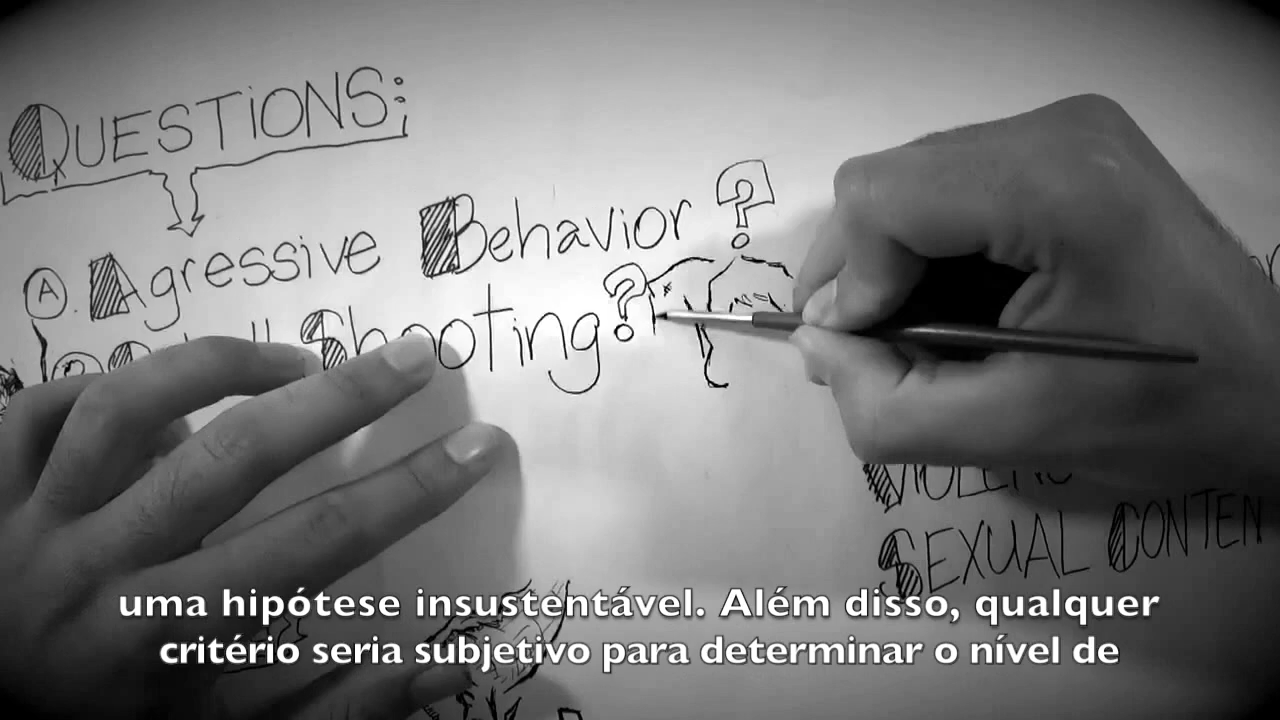 QUESTIONS:
A. Agressive Behavior?
Shooting?
SEXUAL CONTEN
uma hipótese insustentável. Além disso, qualquer
critério seria subjetivo para determinar o nível de